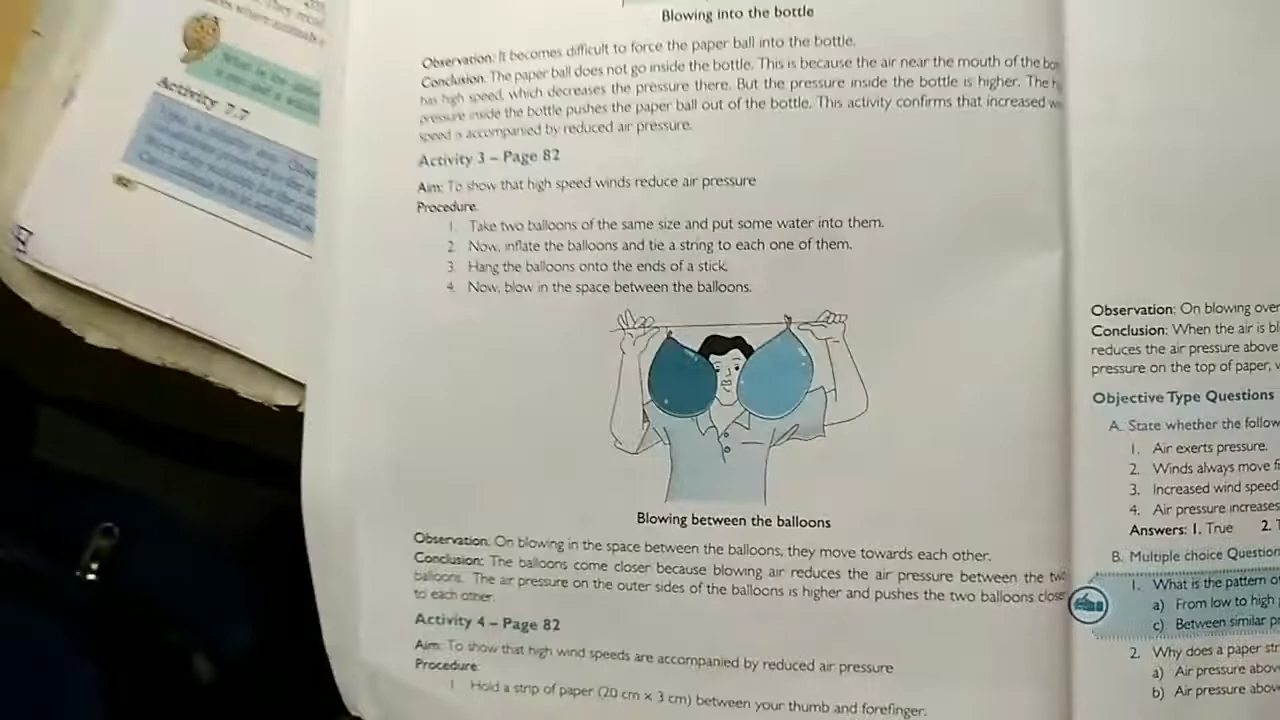 Activity 7.7
Blowing into the bottle
Observation: It becomes difficult to force the paper ball into the bottle.
Conclusion: The paper ball does not go inside the bottle. This is because the air near the mouth of the
has high speed, which decreases the pressure there. But the pressure inside the bottle is higher. The
pressure inside the bottle pushes the paper ball out of the bottle. This activity confirms that increased
speed is accompanied by reduced air pressure.
Activity 3 – Page 82
Aim: To show that high speed winds reduce air pressure
Procedure:
1. Take two balloons of the same size and put some water into them.
2. Now, inflate the balloons and tie a string to each one of them.
3. Hang the balloons onto the ends of a stick.
4. Now, blow in the space between the balloons.
Blowing between the balloons
Observation: On blowing in the space between the balloons, they move towards each other.
Conclusion: The balloons come closer because blowing air reduces the air pressure between the two
balloons. The air pressure on the outer sides of the balloons is higher and pushes the two balloons close
to each other.
Activity 4 – Page 82
Aim: To show that high wind speeds are accompanied by reduced air pressure
Procedure:
1. Hold a strip of paper (20 cm × 3 cm) between your thumb and forefinger.
Observation: On blowing over
Conclusion: When the air is
reduces the air pressure above
pressure on the top of paper,
Objective Type Questions
A. State whether the
1. Air exerts pressure.
2. Winds always move
3. Increased wind speed
4. Air pressure increases
Answers: 1. True 2.
B. Multiple choice
1. What is the pattern
a) From low to high
c) Between similar
2. Why does a paper
a) Air pressure
b) Air pressure